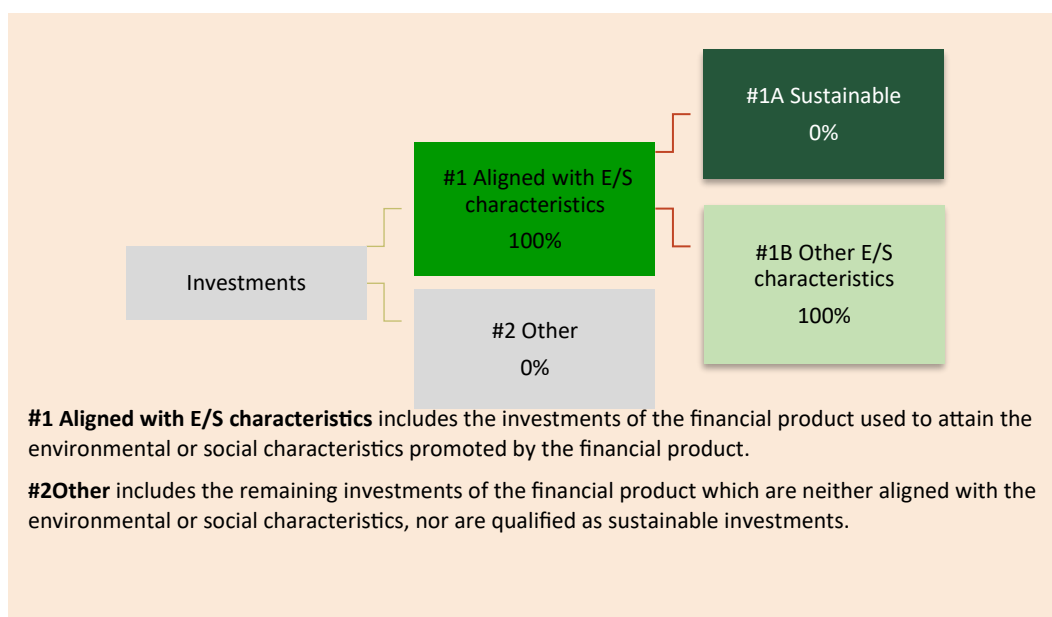 #1A Sustainable
0%
#1 Aligned with E/S
characteristics
100%
#1B Other E/S
characteristics
100%
Investments
#2 Other
0%
#1 Aligned with E/S characteristics includes the investments of the financial product used to attain the
environmental or social characteristics promoted by the financial product.
#2Other includes the remaining investments of the financial product which are neither aligned with the
environmental or social characteristics, nor are qualified as sustainable investments.